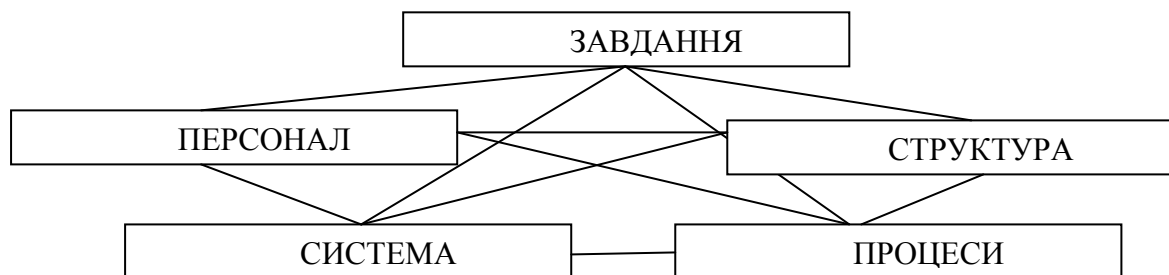 ЗАВДАННЯ
ПЕРСОНАЛ
СТРУКТУРА
СИСТЕМА
ПРОЦЕСИ